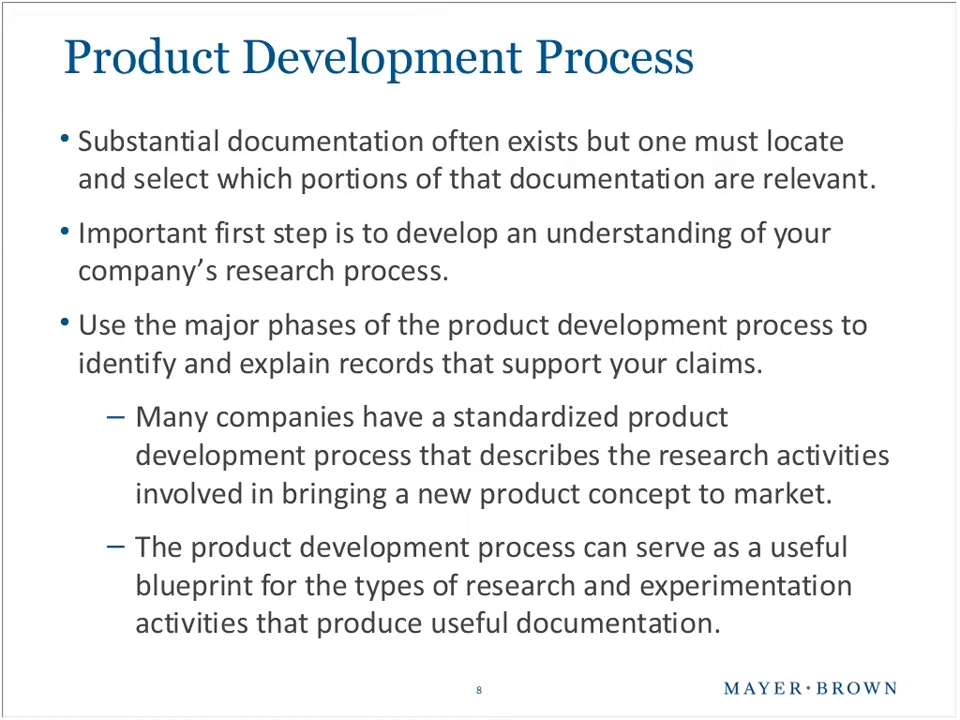 Product Development Process
• Substantial documentation often exists but one must locate
and select which portions of that documentation are relevant.
• Important first step is to develop an understanding of your
company’s research process.
• Use the major phases of the product development process to
identify and explain records that support your claims.
– Many companies have a standardized product
development process that describes the research activities
involved in bringing a new product concept to market.
– The product development process can serve as a useful
blueprint for the types of research and experimentation
activities that produce useful documentation.
8
MAYER • BROWN